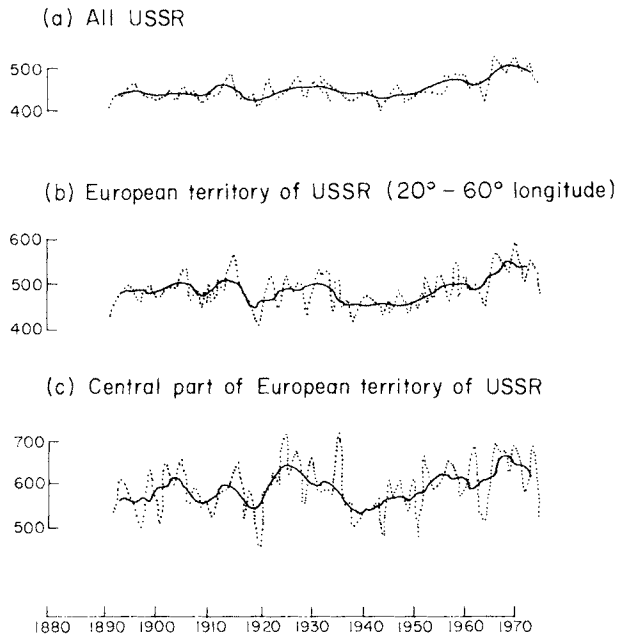 (a) All USSR
500
400
(b) European territory of USSR (20° – 60° longitude)
600
500
400
(c) Central part of European territory of USSR
700
600
500
1880 1890 1900 1910 1920 1930 1940 1950 1960 1970